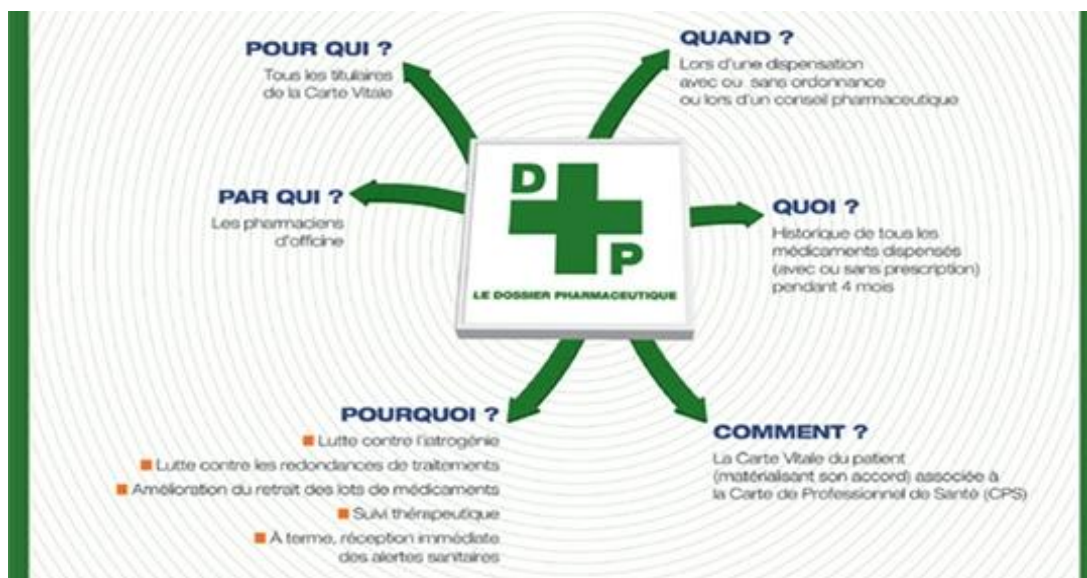 POUR QUI ?
Tous les titulaires
de la Carte Vitale
QUAND ?
Lors d'une dispensation
avec ou sans ordonnance
ou lors d'un conseil pharmaceutique
PAR QUI ?
Les pharmaciens
d'officine
D
P
LE DOSSIER PHARMACEUTIQUE
QUOI ?
Historique de tous les
médicaments dispensés
(avec ou sans prescription)
pendant 4 mois
POURQUOI ?
Lutte contre l'iatrogénie
Lutte contre les redondances de traitements
Amélioration du retrait des lots de médicaments
Suivi thérapeutique
À terme, réception immédiate
des alertes sanitaires
COMMENT ?
La Carte Vitale du patient
(matérialisant son accord) associée à
la Carte de Professionnel de Santé (CPS)